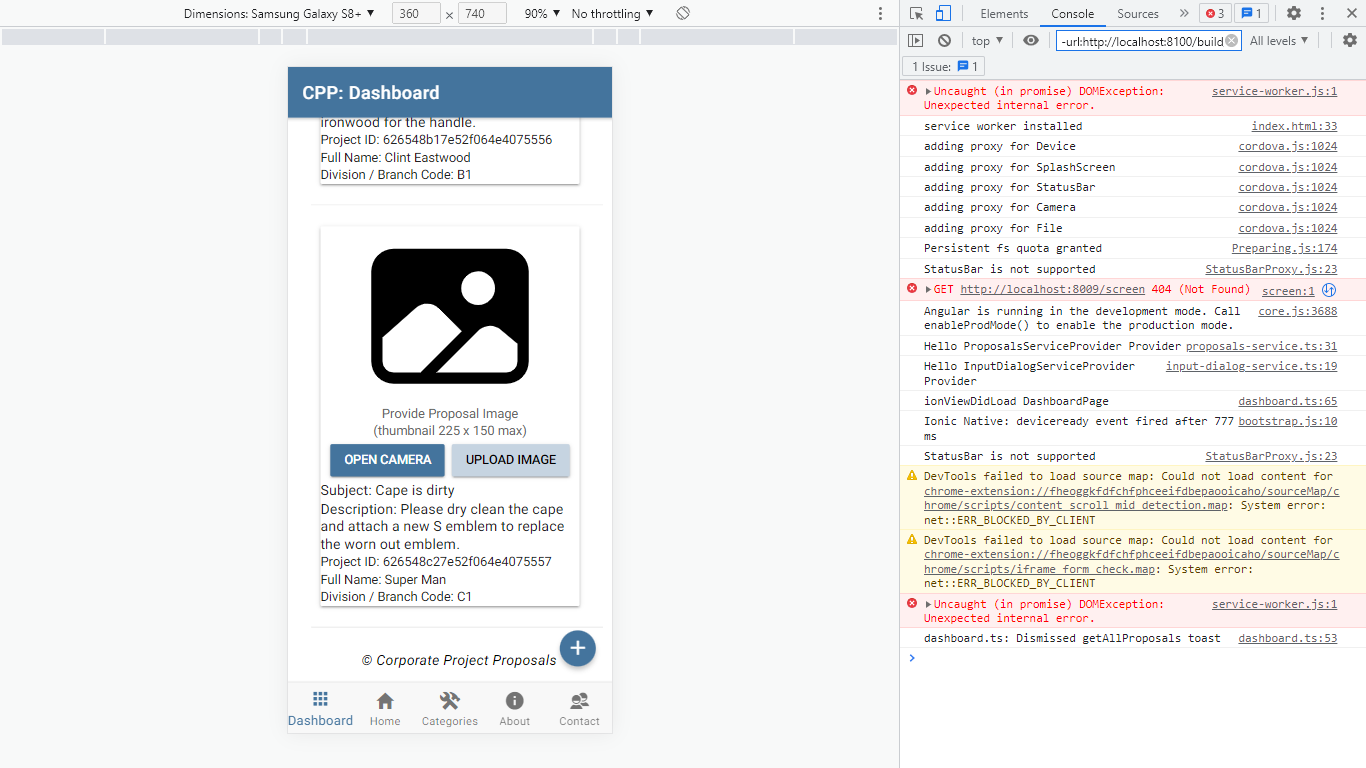 Dimensions: Samsung Galaxy S8+ ▼ 360 × 740 90% ▼ No throttling ▼
CPP: Dashboard
ironwood for the handle.
Project ID: 626548b17e52f064e4075556
Full Name: Clint Eastwood
Division / Branch Code: B1
Provide Proposal Image
(thumbnail 225 x 150 max)
OPEN CAMERA UPLOAD IMAGE
Subject: Cape is dirty
Description: Please dry clean the cape
and attach a new S emblem to replace
the worn out emblem.
Project ID: 626548c27e52f064e4075557
Full Name: Super Man
Division / Branch Code: C1
© Corporate Project Proposals
Dashboard Home Categories About Contact
Elements Console Sources » 3 1
top ▼ -url:http://localhost:8100/build All levels ▼
1 Issue: 1
Uncaught (in promise) DOMException: service-worker.js:1
Unexpected internal error.
service worker installed index.html:33
adding proxy for Device cordova.js:1024
adding proxy for SplashScreen cordova.js:1024
adding proxy for StatusBar cordova.js:1024
adding proxy for Camera cordova.js:1024
adding proxy for File cordova.js:1024
Persistent fs quota granted Preparing.js:174
StatusBar is not supported StatusBarProxy.js:23
GET http://localhost:8009/screen 404 (Not Found) screen:1
Angular is running in the development mode. Call core.js:3688
enableProdMode() to enable the production mode.
Hello ProposalsServiceProvider Provider proposals-service.ts:31
Hello InputDialogServiceProvider input-dialog-service.ts:19
Provider
ionViewDidLoad DashboardPage dashboard.ts:65
Ionic Native: deviceready event fired after 777 bootstrap.js:10
ms
StatusBar is not supported StatusBarProxy.js:23
DevTools failed to load source map: Could not load content for
chrome-extension://fheoggkfdfchfphceeifdbepaooicaho/sourceMap/c
hrome/scripts/content_scroll_mid_detection.map: System error:
net::ERR_BLOCKED_BY_CLIENT
DevTools failed to load source map: Could not load content for
chrome-extension://fheoggkfdfchfphceeifdbepaooicaho/sourceMap/c
hrome/scripts/iframe_form_check.map: System error:
net::ERR_BLOCKED_BY_CLIENT
Uncaught (in promise) DOMException: service-worker.js:1
Unexpected internal error.
dashboard.ts: Dismissed getAllProposals toast dashboard.ts:53